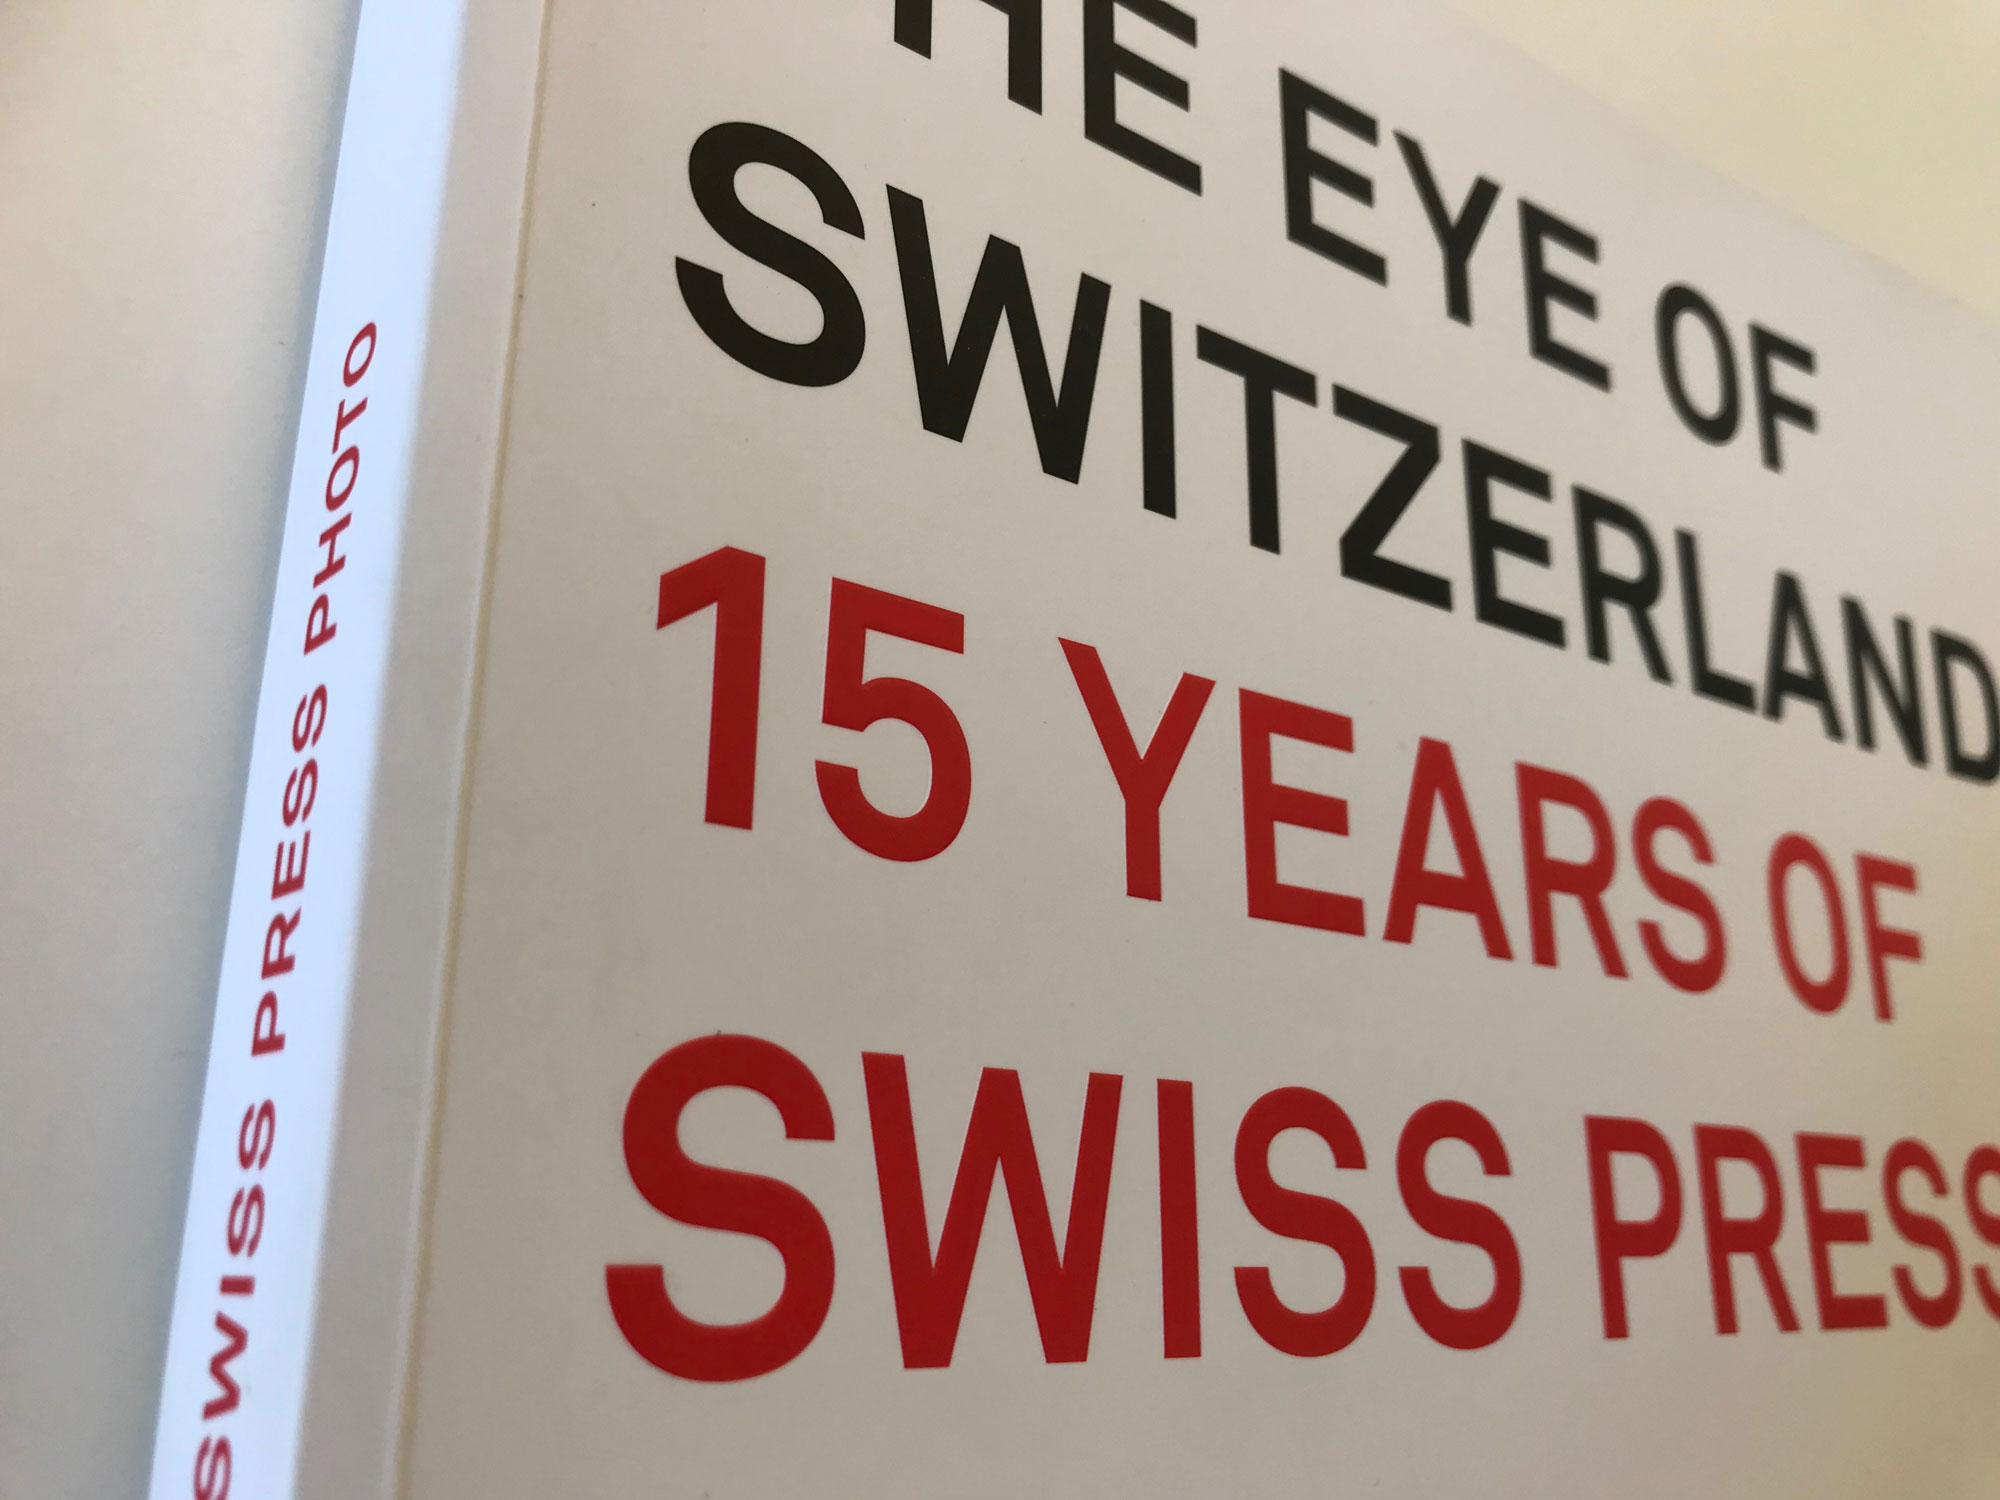 HE EYE OF
SWITZERLAND
15 YEARS OF
SWISS PRESS
SWISS PRESS PHOTO